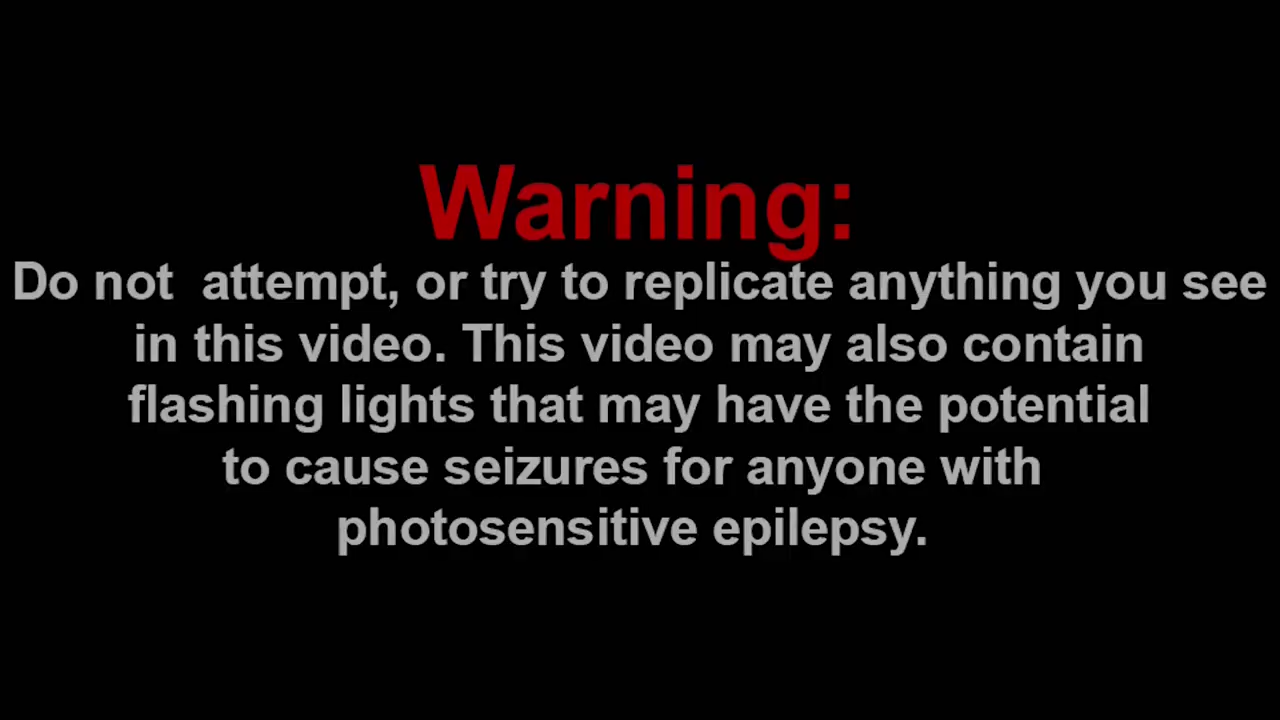 Warning:
Do not  attempt, or try to replicate anything you see
in this video. This video may also contain
flashing lights that may have the potential
to cause seizures for anyone with
photosensitive epilepsy.